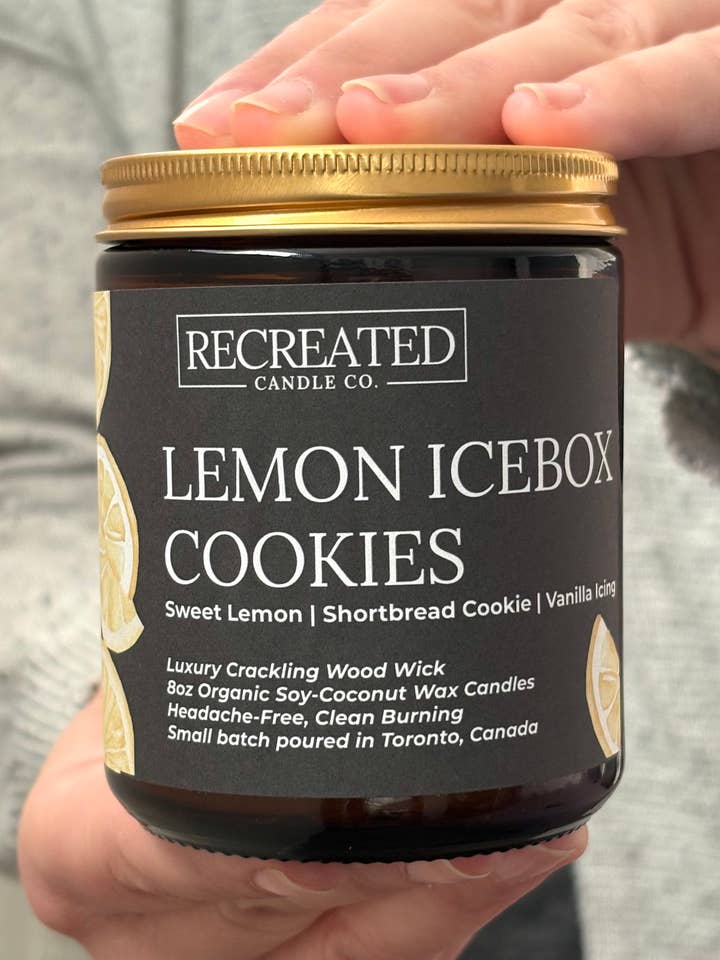 RECREATED
CANDLE CO.
LEMON ICEBOX
COOKIES
Sweet Lemon | Shortbread Cookie | Vanilla Icing
Luxury Crackling Wood Wick
8oz Organic Soy-Coconut Wax Candles
Headache-Free, Clean Burning
Small batch poured in Toronto, Canada